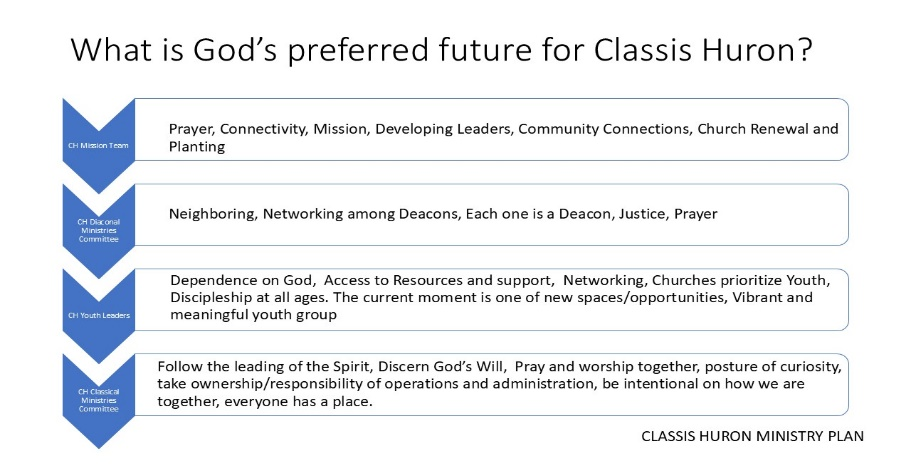 What is God's preferred future for Classis Huron?
CH Mission Team
Prayer, Connectivity, Mission, Developing Leaders, Community Connections, Church Renewal and
Planting
CH Diaconal
Ministries
Committee
Neighboring, Networking among Deacons, Each one is a Deacon, Justice, Prayer
CH Youth Leaders
Dependence on God,  Access to Resources and support,  Networking, Churches prioritize Youth,
Discipleship at all ages. The current moment is one of new spaces/opportunities, Vibrant and
meaningful youth group
CH Classical
Ministries
Committee
Follow the leading of the Spirit, Discern God's Will,  Pray and worship together, posture of curiosity,
take ownership/responsibility of operations and administration, be intentional on how we are
together, everyone has a place.
CLASSIS HURON MINISTRY PLAN